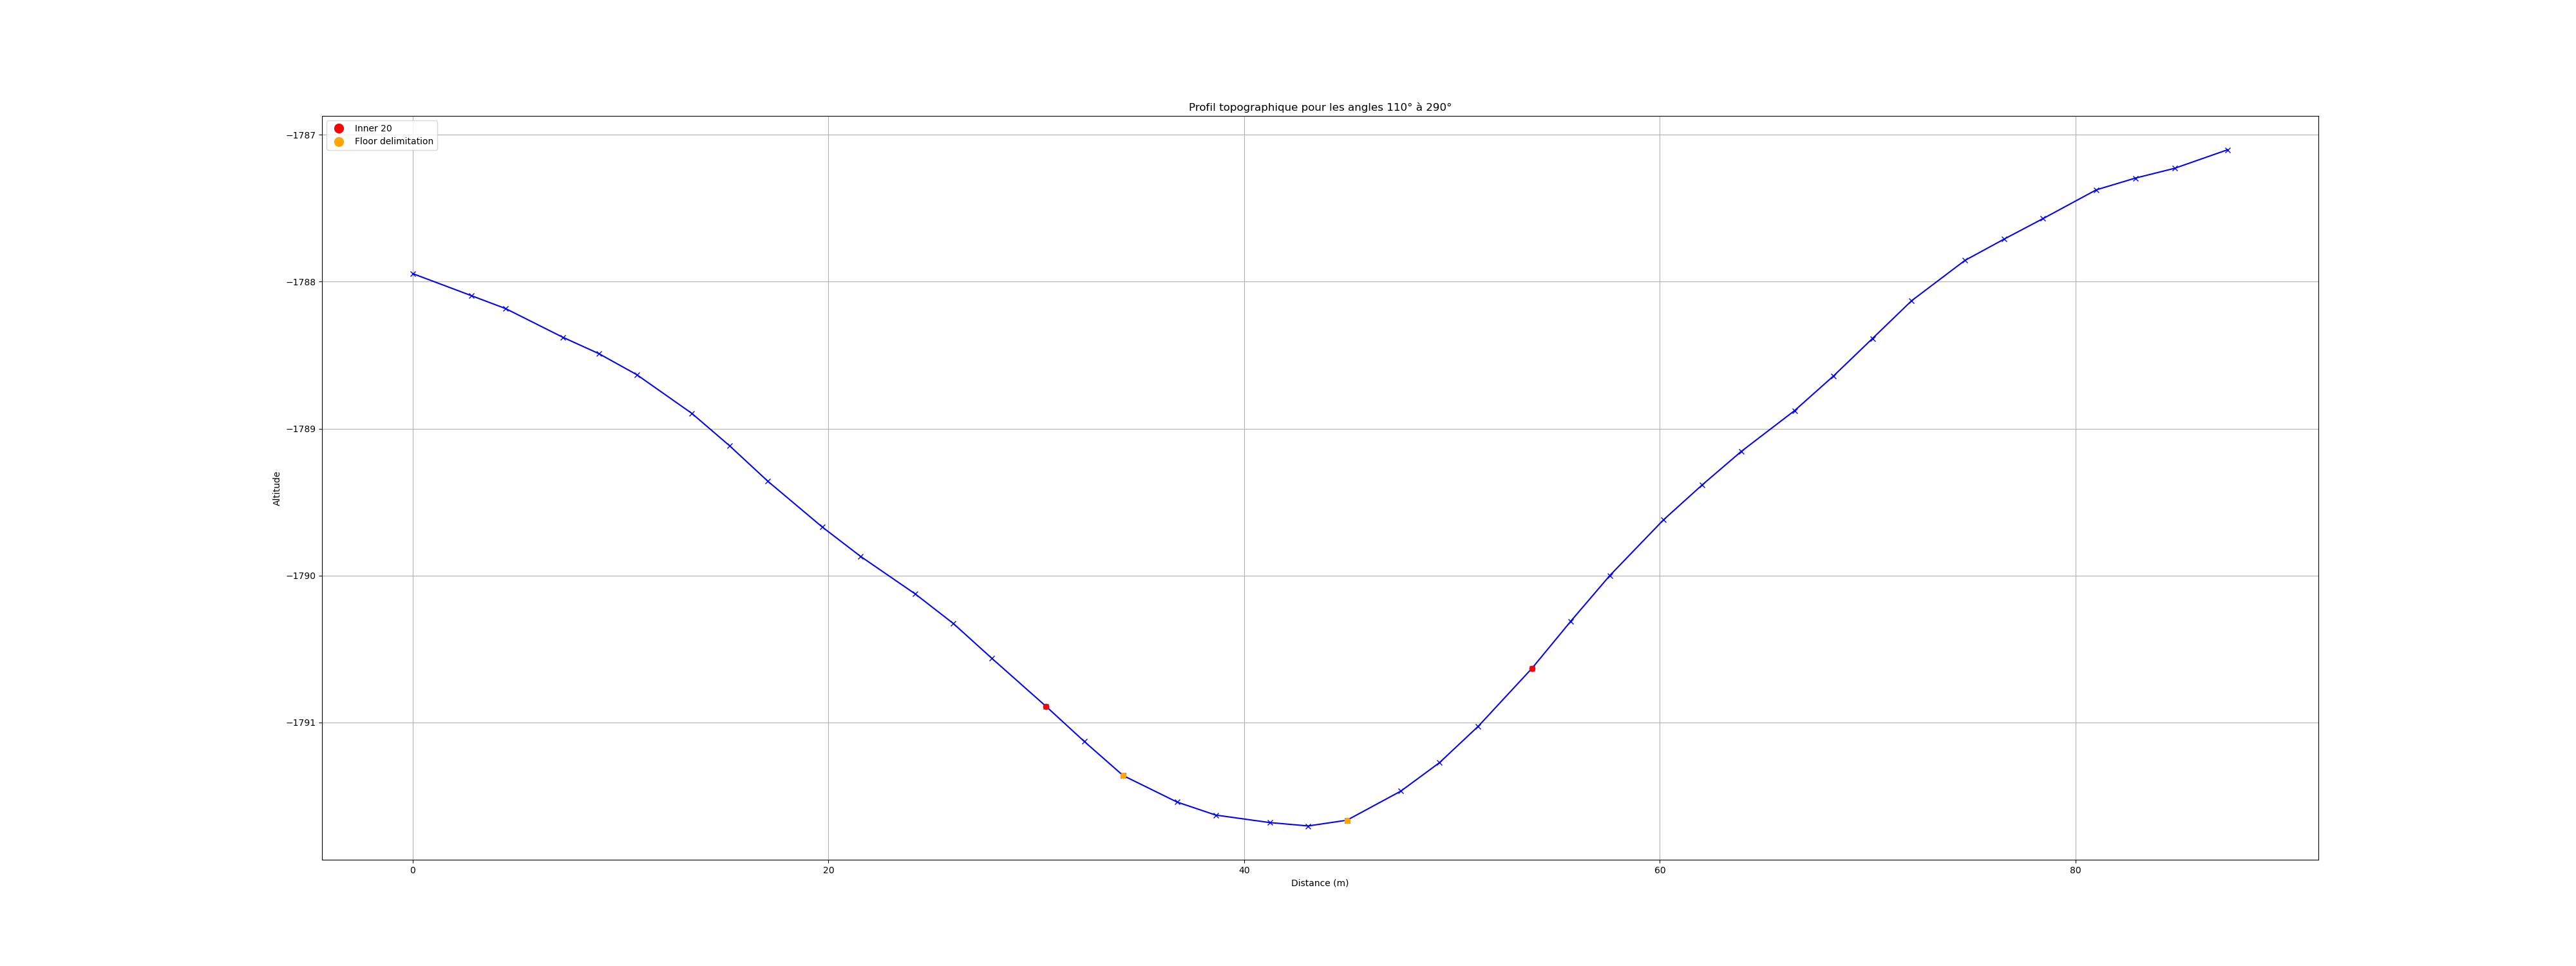 Profil topographique pour les angles 110° à 290°
Inner 20
Floor delimitation
−1787
−1788
−1789
−1790
−1791
Altitude
0 20 40 60 80
Distance (m)